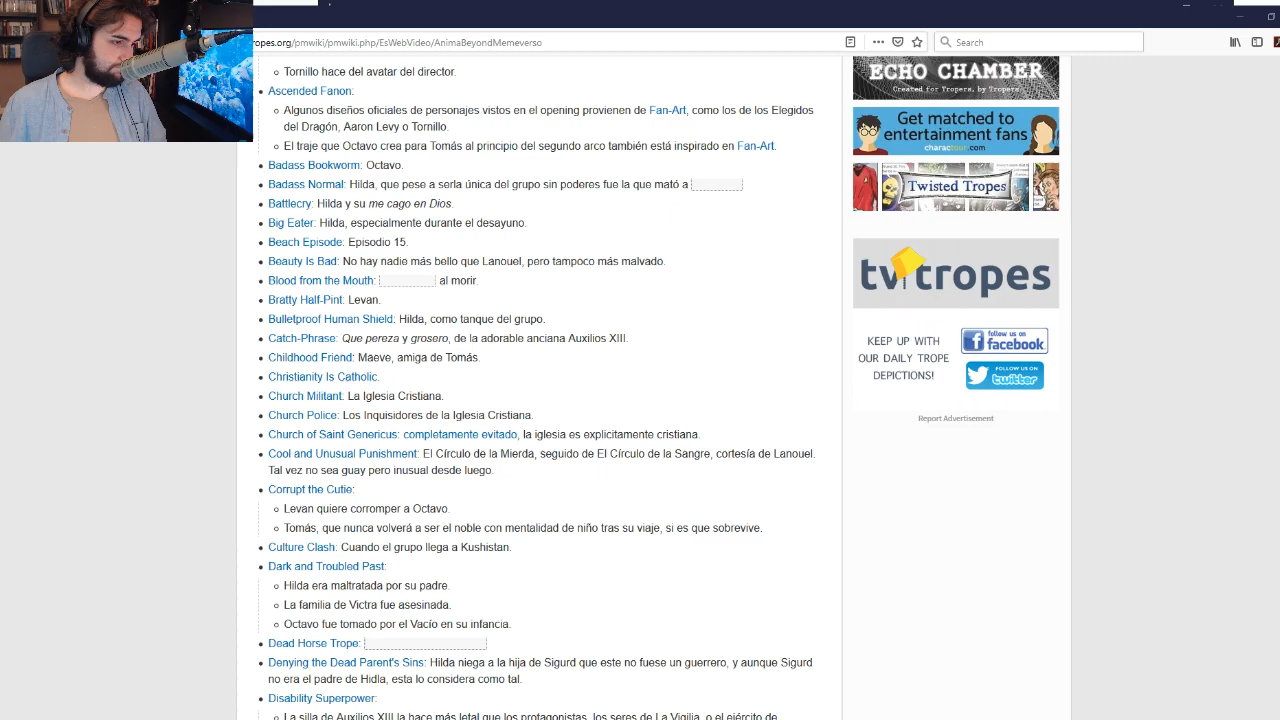 ropes.org/pmwiki/pmwiki.php/EsWebVideo/AnimaBeyondMemeverso
Search
Tornillo hace del avatar del director.
Ascended Fanon:
Algunos diseños oficiales de personajes vistos en el opening provienen de Fan-Art, como los de los Elegidos
del Dragón, Aaron Levy o Tornillo.
El traje que Octavo crea para Tomás al principio del segundo arco también está inspirado en Fan-Art.
Badass Bookworm: Octavo.
Badass Normal: Hilda, que pese a serla única del grupo sin poderes fue la que mató a
Battlecry: Hilda y su me cago en Dios.
Big Eater: Hilda, especialmente durante el desayuno.
Beach Episode: Episodio 15.
Beauty Is Bad: No hay nadie más bello que Lanouel, pero tampoco más malvado.
Blood from the Mouth: al morir.
Bratty Half-Pint: Levan.
Bulletproof Human Shield: Hilda, como tanque del grupo.
Catch-Phrase: Que pereza y grosero, de la adorable anciana Auxilios XIII.
Childhood Friend: Maeve, amiga de Tomás.
Christianity Is Catholic.
Church Militant: La Iglesia Cristiana.
Church Police: Los Inquisidores de la Iglesia Cristiana.
Church of Saint Genericus: completamente evitado, la iglesia es explicitamente cristiana.
Cool and Unusual Punishment: El Círculo de la Mierda, seguido de El Círculo de la Sangre, cortesía de Lanouel.
Tal vez no sea guay pero inusual desde luego.
Corrupt the Cutie:
Levan quiere corromper a Octavo.
Tomás, que nunca volverá a ser el noble con mentalidad de niño tras su viaje, si es que sobrevive.
Culture Clash: Cuando el grupo llega a Kushistan.
Dark and Troubled Past:
Hilda era maltratada por su padre.
La familia de Victra fue asesinada.
Octavo fue tomado por el Vacío en su infancia.
Dead Horse Trope:
Denying the Dead Parent's Sins: Hilda niega a la hija de Sigurd que este no fuese un guerrero, y aunque Sigurd
no era el padre de Hidla, esta lo considera como tal.
Disability Superpower:
La silla de Auxilios XIII la hace más letal que los protagonistas, los seres de La Vigilia, o el ejército de
ECHO CHAMBER
Created for Tropers, by Tropers.
Get matched to
entertainment fans
charactour.com
Twisted Tropes
tvtropes
KEEP UP WITH
OUR DAILY TROPE
DEPICTIONS!
follow us on
facebook
FOLLOW US ON
twitter
Report Advertisement